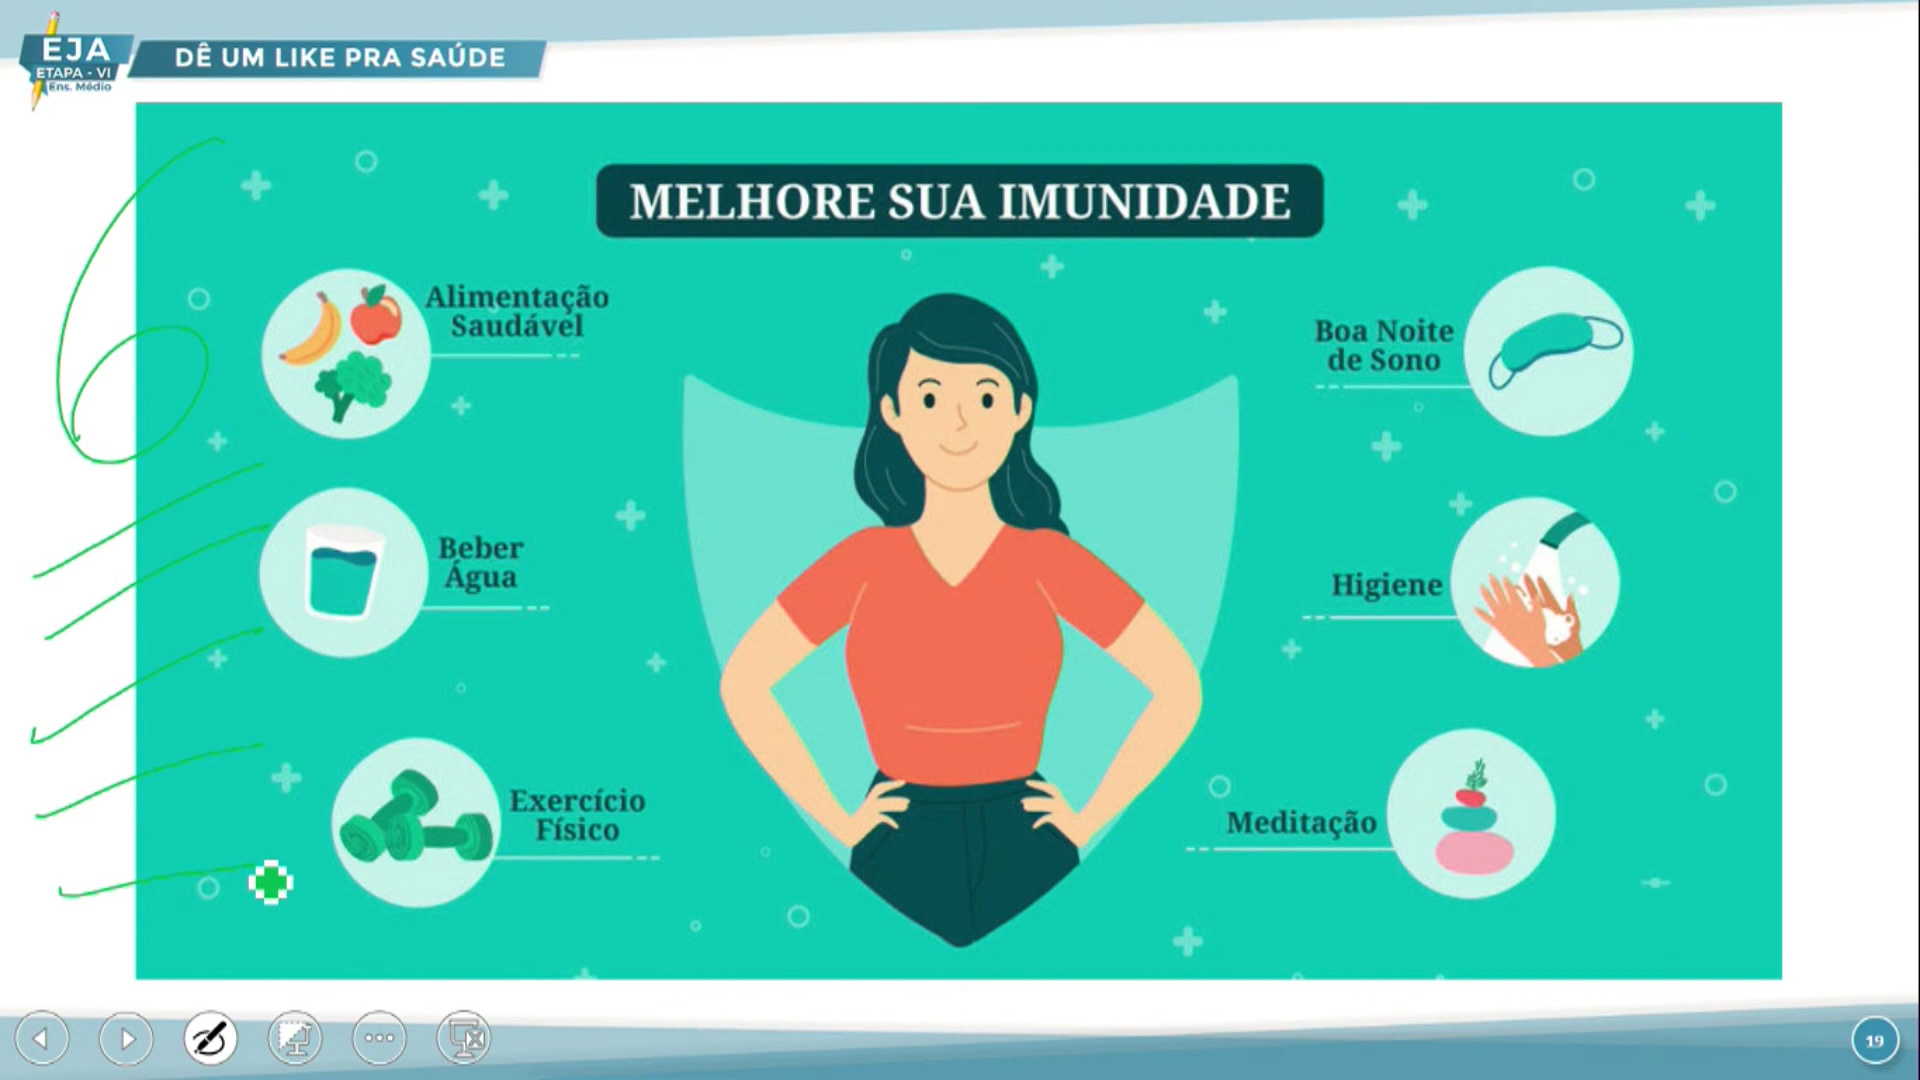 EJA
ETAPA - VI
Ens. Médio
DÊ UM LIKE PRA SAÚDE
MELHORE SUA IMUNIDADE
Alimentação
Saudável
Beber
Água
Exercício
Físico
Boa Noite
de Sono
Higiene
Meditação
6
19